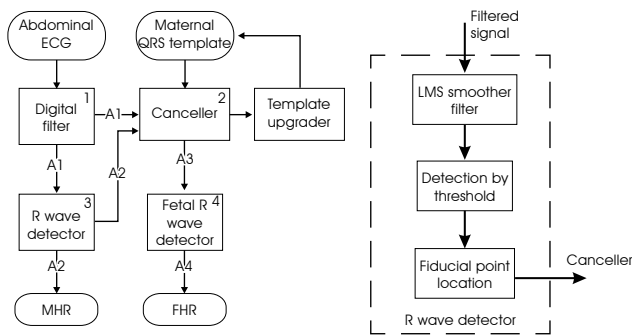 Abdominal
ECG
Maternal
QRS template
Digital
filter
1
A1
Canceller
2
Template
upgrader
A1
A2
A3
R wave
detector
3
Fetal R
wave
detector
4
A2
A4
MHR
FHR
Filtered
signal
LMS smoother
filter
Detection by
threshold
Fiducial point
location
Canceller
R wave detector